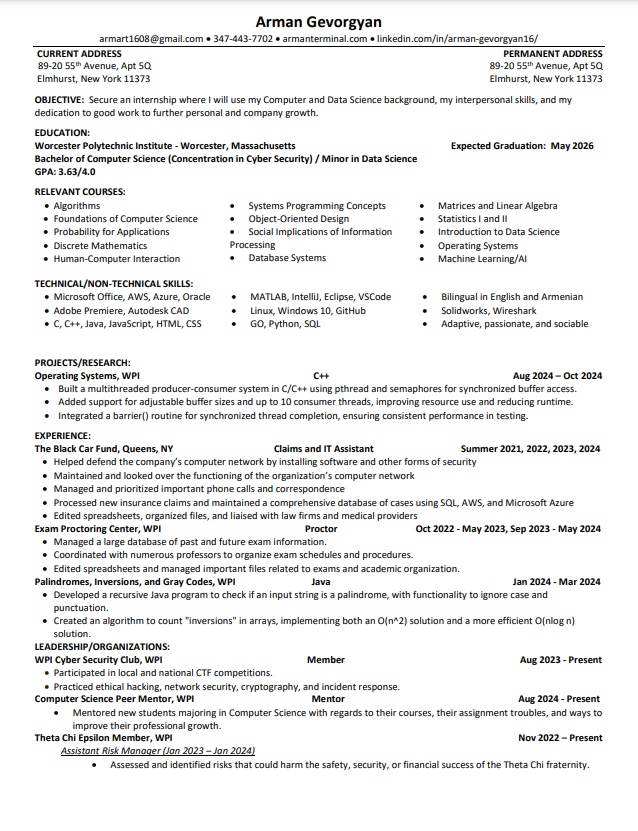 Arman Gevorgyan
armart1608@gmail.com ● 347-443-7702 ● armanterminal.com ● linkedin.com/in/arman-gevorgyan16/
CURRENT ADDRESS PERMANENT ADDRESS
89-20 55th Avenue, Apt 5Q 89-20 55th Avenue, Apt 5Q
Elmhurst, New York 11373 Elmhurst, New York 11373
OBJECTIVE: Secure an internship where I will use my Computer and Data Science background, my interpersonal skills, and my
dedication to good work to further personal and company growth.
EDUCATION:
Worcester Polytechnic Institute - Worcester, Massachusetts Expected Graduation: May 2026
Bachelor of Computer Science (Concentration in Cyber Security) / Minor in Data Science
GPA: 3.63/4.0
RELEVANT COURSES:
• Algorithms • Systems Programming Concepts • Matrices and Linear Algebra
• Foundations of Computer Science • Object-Oriented Design • Statistics I and II
• Probability for Applications • Social Implications of Information • Introduction to Data Science
• Discrete Mathematics Processing • Operating Systems
• Human-Computer Interaction • Database Systems • Machine Learning/AI
TECHNICAL/NON-TECHNICAL SKILLS:
• Microsoft Office, AWS, Azure, Oracle • MATLAB, IntelliJ, Eclipse, VSCode • Bilingual in English and Armenian
• Adobe Premiere, Autodesk CAD • Linux, Windows 10, GitHub • Solidworks, Wireshark
• C, C++, Java, JavaScript, HTML, CSS • GO, Python, SQL • Adaptive, passionate, and sociable
PROJECTS/RESEARCH:
Operating Systems, WPI C++ Aug 2024 – Oct 2024
• Built a multithreaded producer-consumer system in C/C++ using pthread and semaphores for synchronized buffer access.
• Added support for adjustable buffer sizes and up to 10 consumer threads, improving resource use and reducing runtime.
• Integrated a barrier() routine for synchronized thread completion, ensuring consistent performance in testing.
EXPERIENCE:
The Black Car Fund, Queens, NY Claims and IT Assistant Summer 2021, 2022, 2023, 2024
• Helped defend the company's computer network by installing software and other forms of security
• Maintained and looked over the functioning of the organization's computer network
• Managed and prioritized important phone calls and correspondence
• Processed new insurance claims and maintained a comprehensive database of cases using SQL, AWS, and Microsoft Azure
• Edited spreadsheets, organized files, and liaised with law firms and medical providers
Exam Proctoring Center, WPI Proctor Oct 2022 - May 2023, Sep 2023 - May 2024
• Managed a large database of past and future exam information.
• Coordinated with numerous professors to organize exam schedules and procedures.
• Edited spreadsheets and managed important files related to exams and academic organization.
Palindromes, Inversions, and Gray Codes, WPI Java Jan 2024 - Mar 2024
• Developed a recursive Java program to check if an input string is a palindrome, with functionality to ignore case and
punctuation.
• Created an algorithm to count "inversions" in arrays, implementing both an O(n^2) solution and a more efficient O(nlog n)
solution.
LEADERSHIP/ORGANIZATIONS:
WPI Cyber Security Club, WPI Member Aug 2023 - Present
• Participated in local and national CTF competitions.
• Practiced ethical hacking, network security, cryptography, and incident response.
Computer Science Peer Mentor, WPI Mentor Aug 2024 - Present
• Mentored new students majoring in Computer Science with regards to their courses, their assignment troubles, and ways to
improve their professional growth.
Theta Chi Epsilon Member, WPI Nov 2022 – Present
Assistant Risk Manager (Jan 2023 – Jan 2024)
• Assessed and identified risks that could harm the safety, security, or financial success of the Theta Chi fraternity.